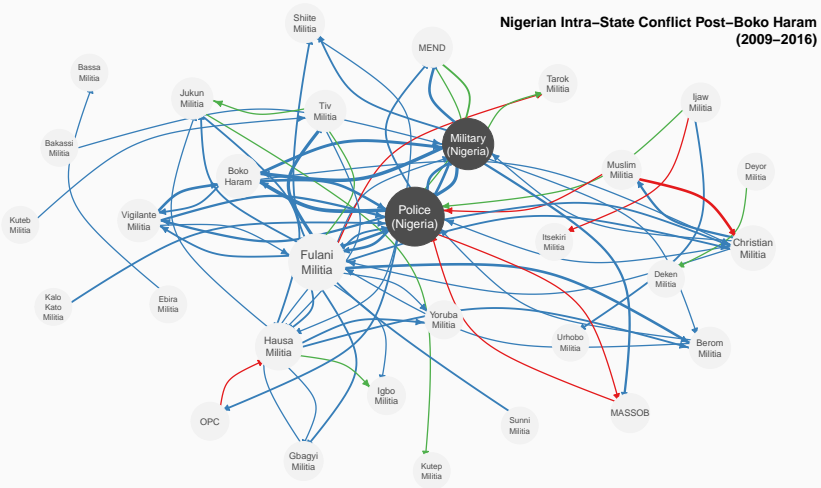 Nigerian Intra−State Conflict Post−Boko Haram
(2009−2016)
Shiite
Militia
MEND
Bassa
Militia
Tarok
Militia
Jukun
Militia
Tiv
Militia
Ijaw
Militia
Military
(Nigeria)
Bakassi
Militia
Boko
Haram
Muslim
Militia
Deyor
Militia
Kuteb
Militia
Vigilante
Militia
Police
(Nigeria)
Itsekiri
Militia
Christian
Militia
Fulani
Militia
Deken
Militia
Kalo
Kato
Militia
Ebira
Militia
Yoruba
Militia
Hausa
Militia
Urhobo
Militia
Berom
Militia
Igbo
Militia
OPC
MASSOB
Sunni
Militia
Gbagyi
Militia
Kutep
Militia